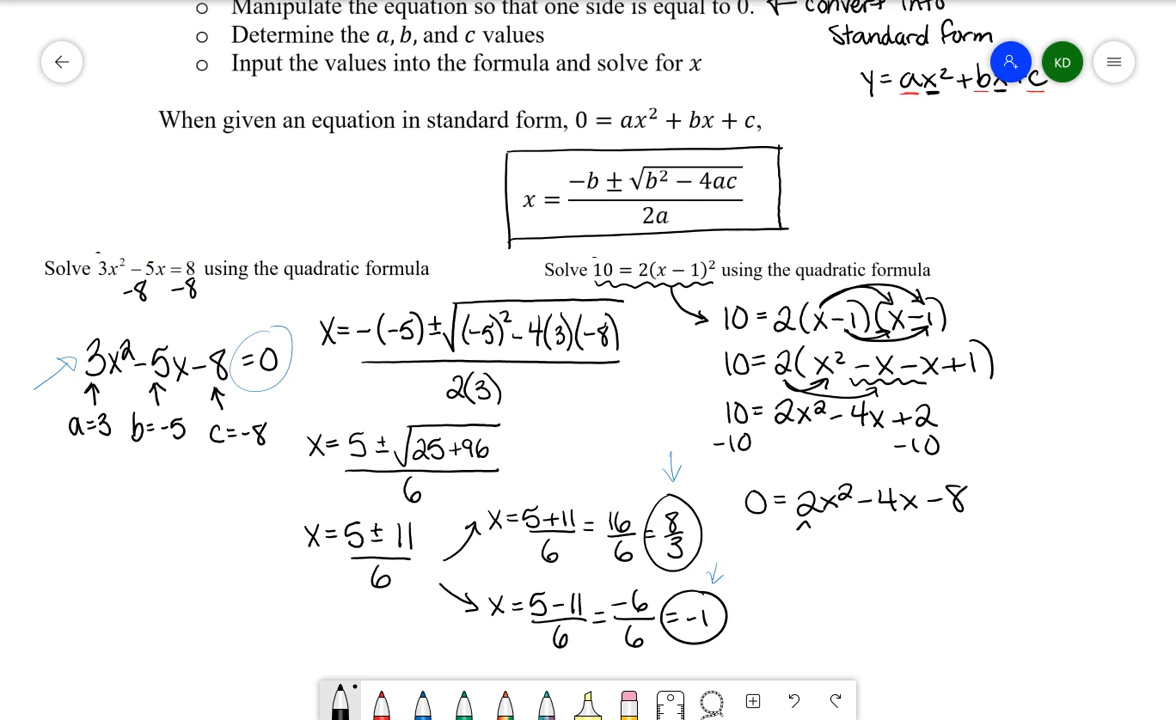 o Manipulate the equation so that one side is equal to 0. ← convert into
o Determine the a, b, and c values
Standard form
o Input the values into the formula and solve for x
y = ax² + bx + c
KD
When given an equation in standard form, 0 = ax² + bx + c,
x = (−b ± √(b² − 4ac)) / 2a
Solve 3x² – 5x = 8 using the quadratic formula
-8 -8
3x² - 5x - 8 = 0
a=3 b=-5 c=-8
x = (-(-5) ± √((-5)² - 4(3)(-8))) / 2(3)
x = (5 ± √(25+96)) / 6
x = (5 ± 11) / 6
x = (5+11)/6 = 16/6 = 8/3
x = (5-11)/6 = -6/6 = -1
Solve 10 = 2(x − 1)² using the quadratic formula
10 = 2(x-1)(x-1)
10 = 2(x² - x - x + 1)
10 = 2x² - 4x + 2
-10 -10
0 = 2x² - 4x - 8